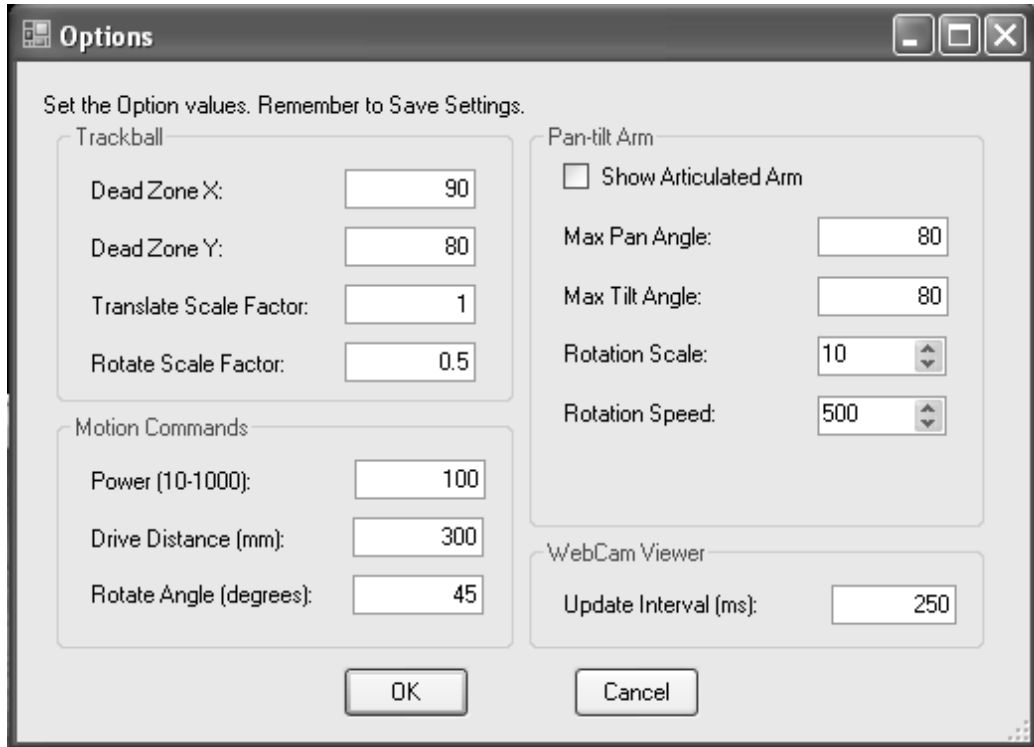 Options
Set the Option values. Remember to Save Settings.
Trackball
Dead Zone X: 90
Dead Zone Y: 80
Translate Scale Factor: 1
Rotate Scale Factor: 0.5
Motion Commands
Power (10-1000): 100
Drive Distance (mm): 300
Rotate Angle (degrees): 45
Pan-tilt Arm
Show Articulated Arm
Max Pan Angle: 80
Max Tilt Angle: 80
Rotation Scale: 10
Rotation Speed: 500
WebCam Viewer
Update Interval (ms): 250
OK
Cancel